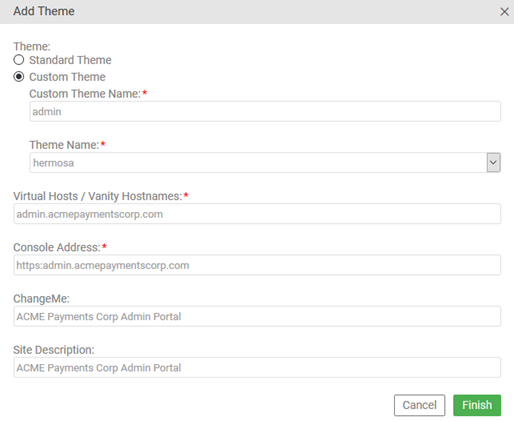 Add Theme
Theme:
Standard Theme
Custom Theme
Custom Theme Name:*
admin
Theme Name:*
hermosa
Virtual Hosts / Vanity Hostnames:*
admin.acmepaymentscorp.com
Console Address:*
https:admin.acmepaymentscorp.com
ChangeMe:
ACME Payments Corp Admin Portal
Site Description:
ACME Payments Corp Admin Portal
Cancel Finish